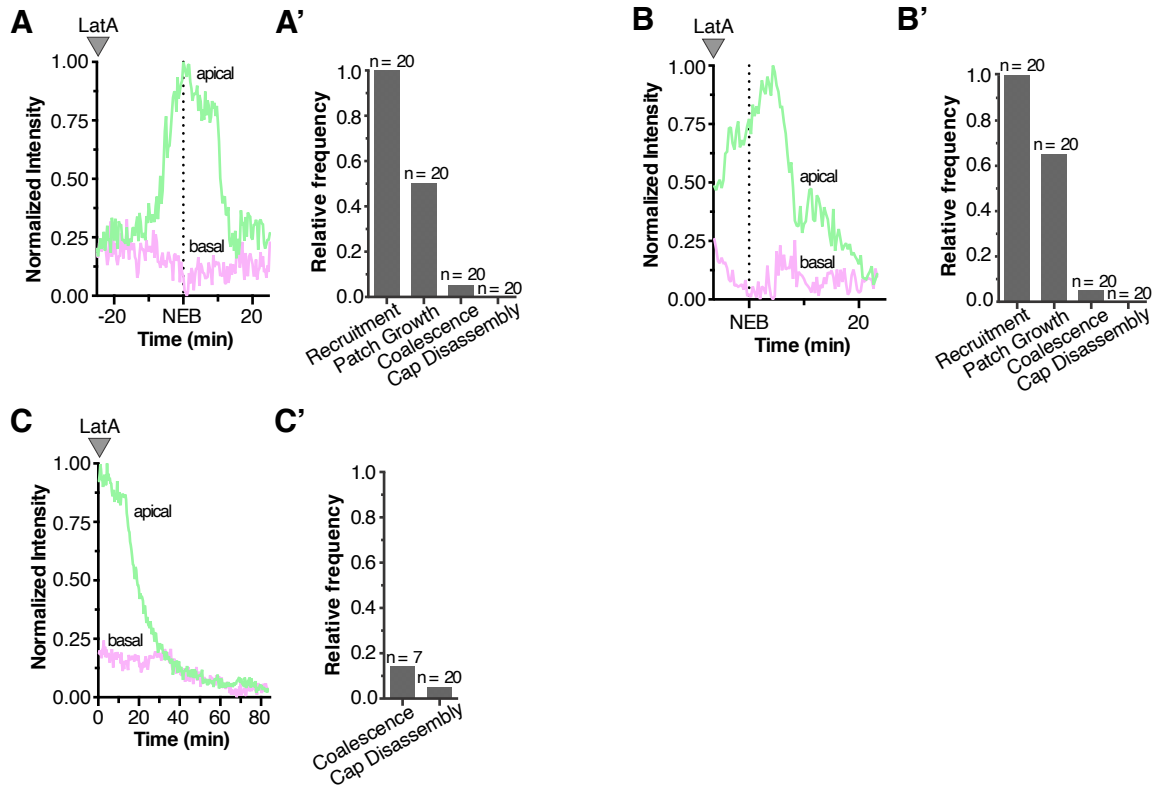 A
LatA
Normalized Intensity
1.00
0.75
0.50
0.25
0.00
apical
basal
-20
NEB
20
Time (min)
A’
Relative frequency
1.0
0.8
0.6
0.4
0.2
0.0
n = 20
n = 20
n = 20
n = 20
Recruitment
Patch Growth
Coalescence
Cap Disassembly
B
LatA
Normalized Intensity
1.00
0.75
0.50
0.25
0.00
apical
basal
NEB
20
Time (min)
B’
Relative frequency
1.0
0.8
0.6
0.4
0.2
0.0
n = 20
n = 20
n = 20
n = 20
Recruitment
Patch Growth
Coalescence
Cap Disassembly
C
LatA
Normalized Intensity
1.00
0.75
0.50
0.25
0.00
apical
basal
0
20
40
60
80
Time (min)
C’
Relative frequency
1.0
0.8
0.6
0.4
0.2
0.0
n = 7
n = 20
Coalescence
Cap Disassembly